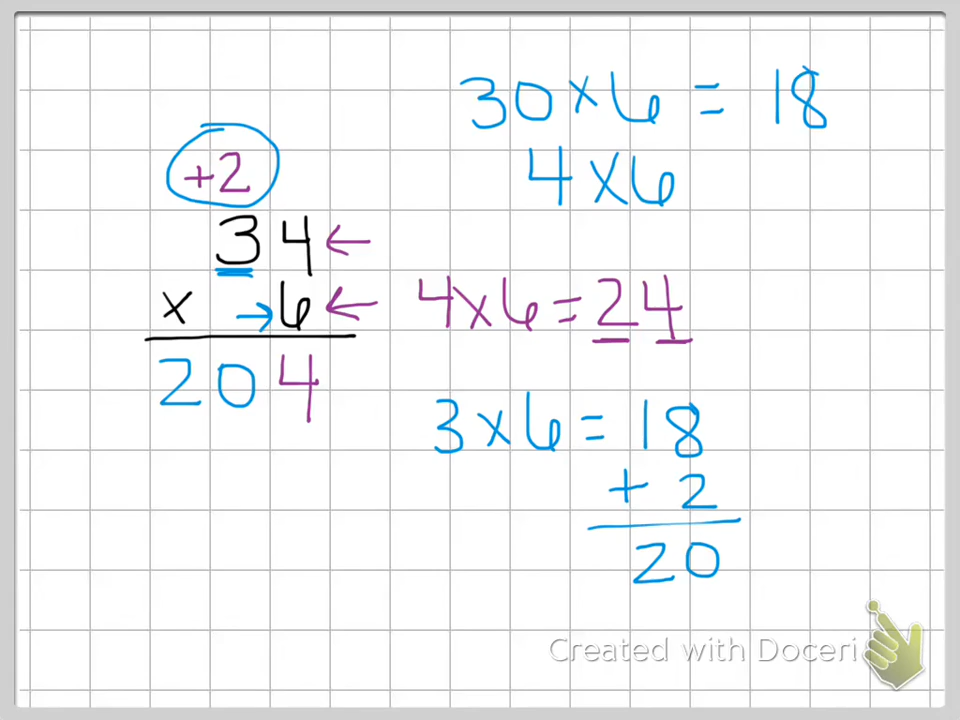 30 × 6 = 18
4 × 6
+2
34 ←
× → 6 ←
204
4 × 6 = 24
3 × 6 = 18
+ 2
20
Created with Doceri